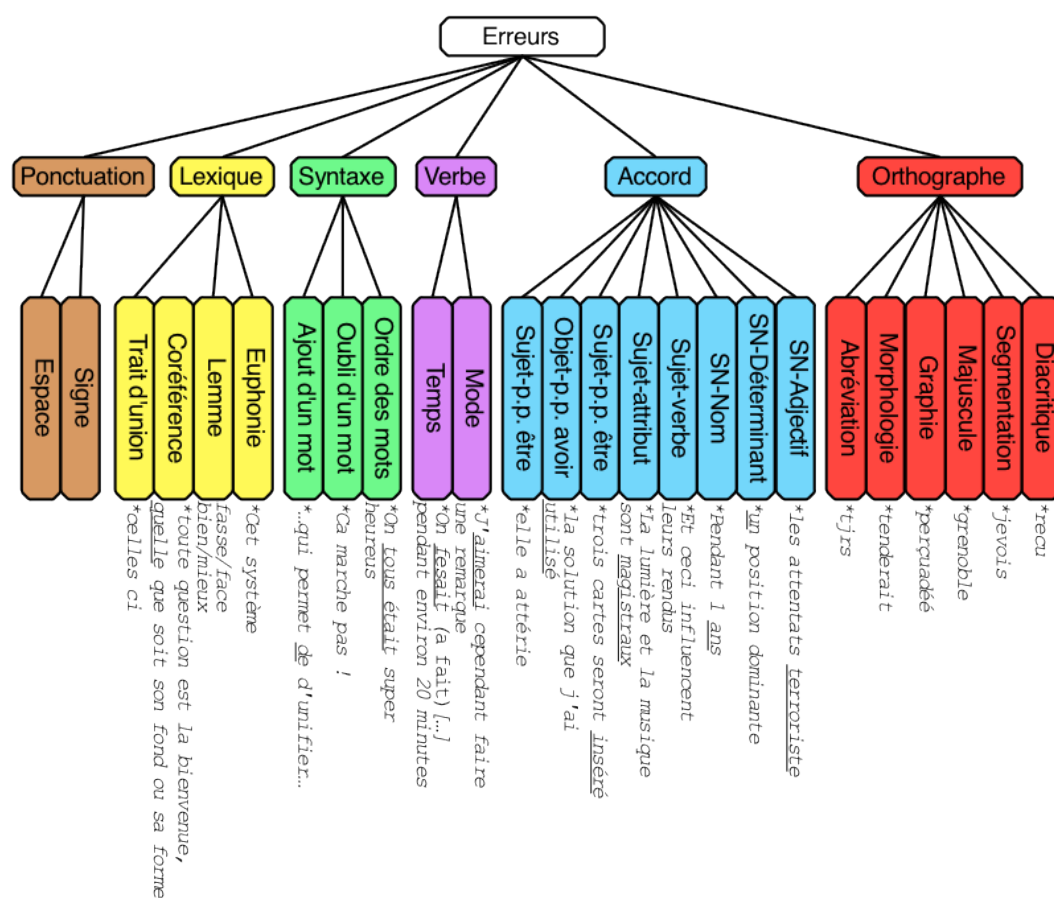 Erreurs
Ponctuation
Lexique
Syntaxe
Verbe
Accord
Orthographe
Espace
Signe
Trait d'union
Coréférence
Lemme
Euphonie
Ajout d'un mot
Oubli d'un mot
Ordre des mots
Temps
Mode
Sujet-p.p. être
Objet-p.p. avoir
Sujet-p.p. être
Sujet-attribut
Sujet-verbe
SN-Nom
SN-Déterminant
SN-Adjectif
Abréviation
Morphologie
Graphie
Majuscule
Segmentation
Diacritique
*celles ci
*toute question est la bienvenue,
quelle que soit son fond ou sa forme
fasse/face
bien/mieux
*Cet système
*…qui permet de d'unifier…
*Ca marche pas !
*On tous était super
heureus
*On fesait (a fait) […]
pendant environ 20 minutes
*J'aimerai cependant faire
une remarque
*elle a attérie
*la solution que j'ai
utilisé
*trois cartes seront inséré
*La lumière et la musique
sont magistraux
*Et ceci influencent
leurs rendus
*Pendant 1 ans
*un position dominante
*les attentats terroriste
*tjrs
*tenderait
*perçuadéé
*grenoble
*jevois
*recu